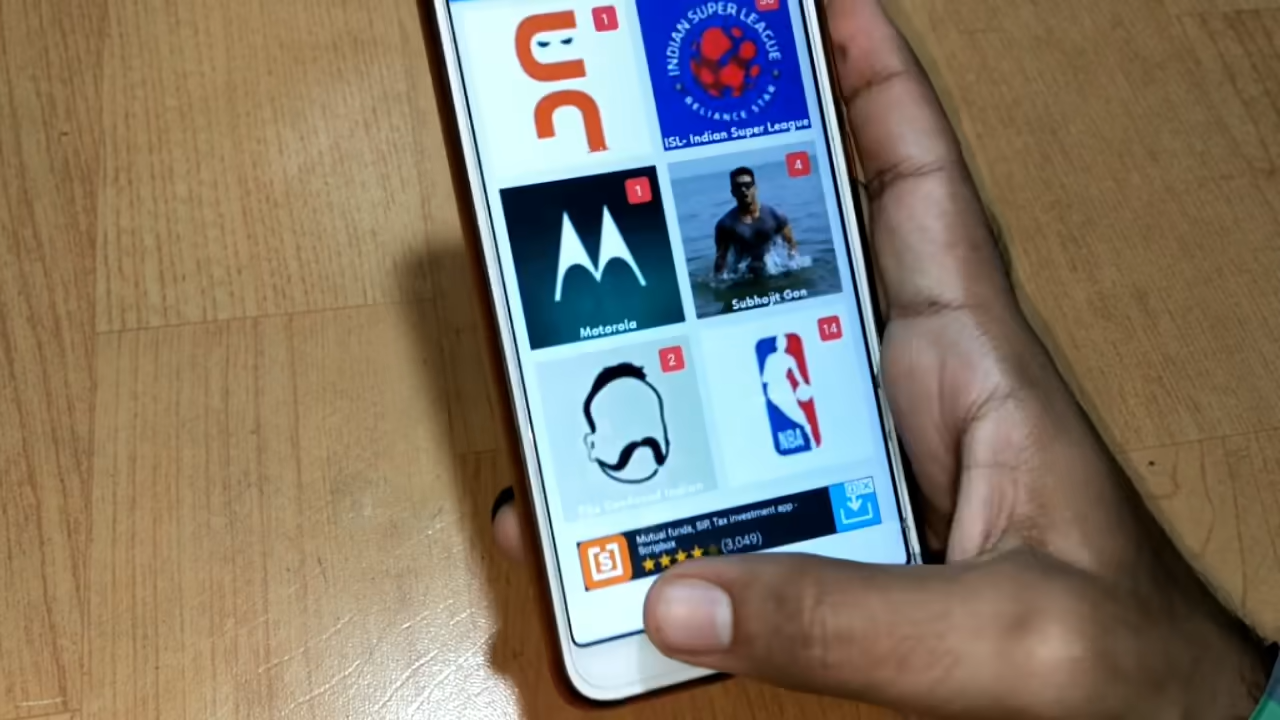 1
INDIAN SUPER LEAGUE
RELIANCE STAR
ISL- Indian Super League
1
Motorola
4
Subhojit Gon
2
14
NBA
Mutual funds, SIP, Tax investment app -
Scripbox
(3,049)
[S]